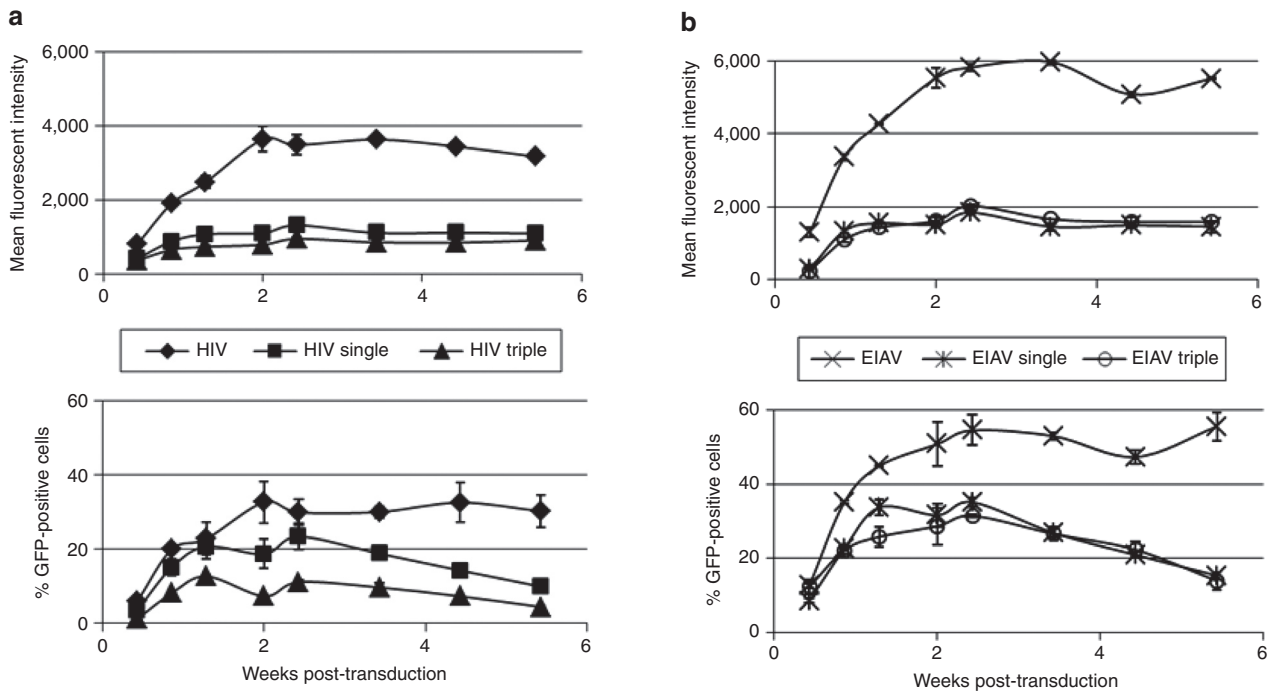 a
Mean fluorescent intensity
6,000
4,000
2,000
0
0 2 4 6
HIV HIV single HIV triple
% GFP-positive cells
60
40
20
0
0 2 4 6
Weeks post-transduction
b
Mean fluorescent intensity
6,000
4,000
2,000
0
0 2 4 6
EIAV EIAV single EIAV triple
% GFP-positive cells
60
40
20
0
0 2 4 6
Weeks post-transduction